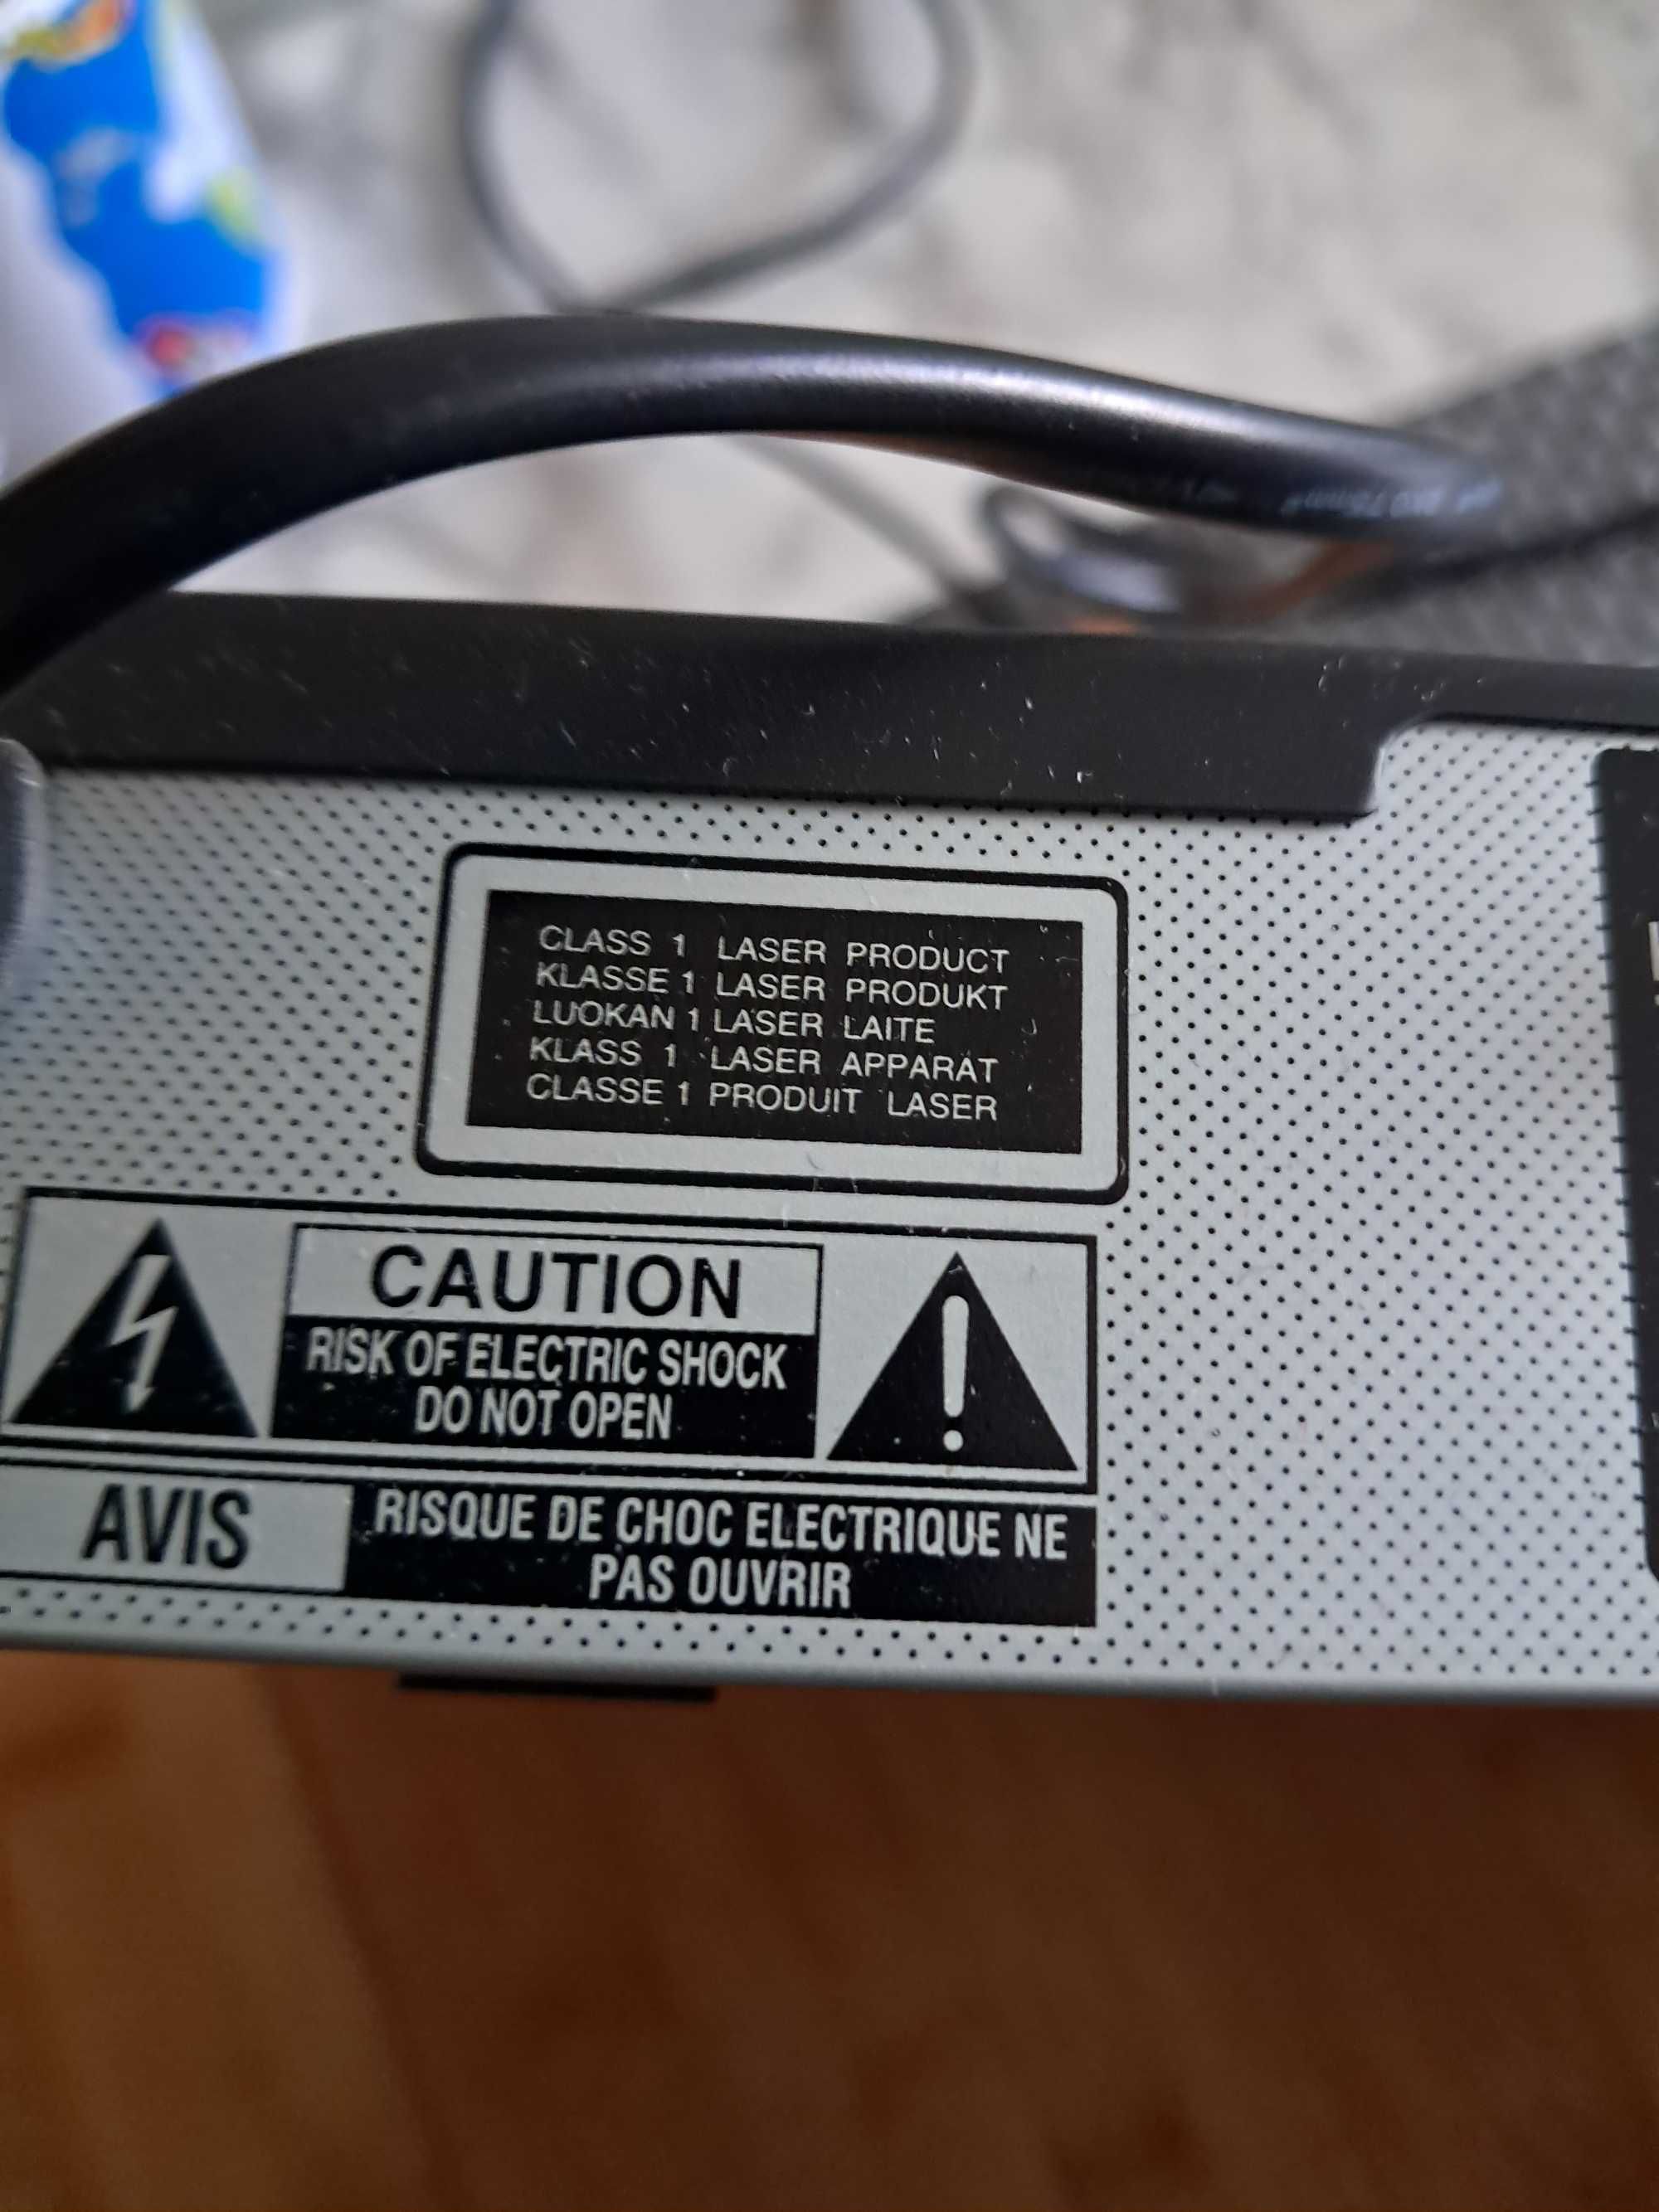 CLASS 1 LASER PRODUCT
KLASSE 1 LASER PRODUKT
LUOKAN 1 LASER LAITE
KLASS 1 LASER APPARAT
CLASSE 1 PRODUIT LASER
CAUTION
RISK OF ELECTRIC SHOCK
DO NOT OPEN
AVIS
RISQUE DE CHOC ELECTRIQUE NE
PAS OUVRIR